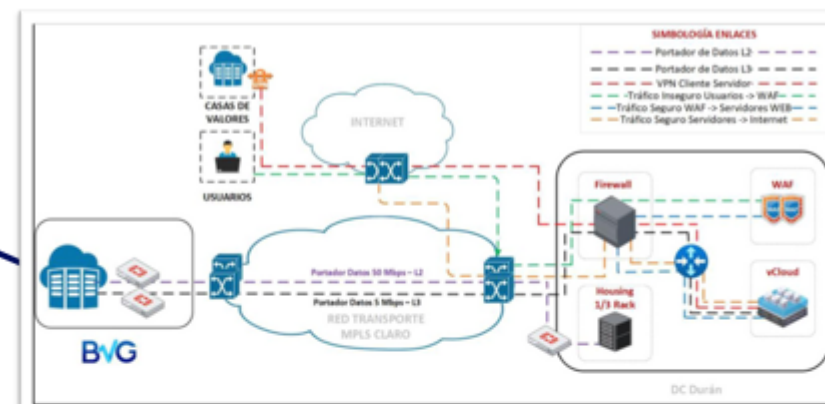 SIMBOLOGÍA ENLACES
Portador de Datos L2
Portador de Datos L3
VPN Cliente Servidor
Tráfico Inseguro Usuarios -> WAF
Tráfico Seguro WAF -> Servidores WEB
Tráfico Seguro Servidores -> Internet
CASAS DE
VALORES
INTERNET
USUARIOS
Firewall
WAF
Portador Datos 50 Mbps – L2
Portador Datos 5 Mbps – L3
RED TRANSPORTE
MPLS CLARO
Housing
1/3 Rack
vCloud
BVG
DC Durán